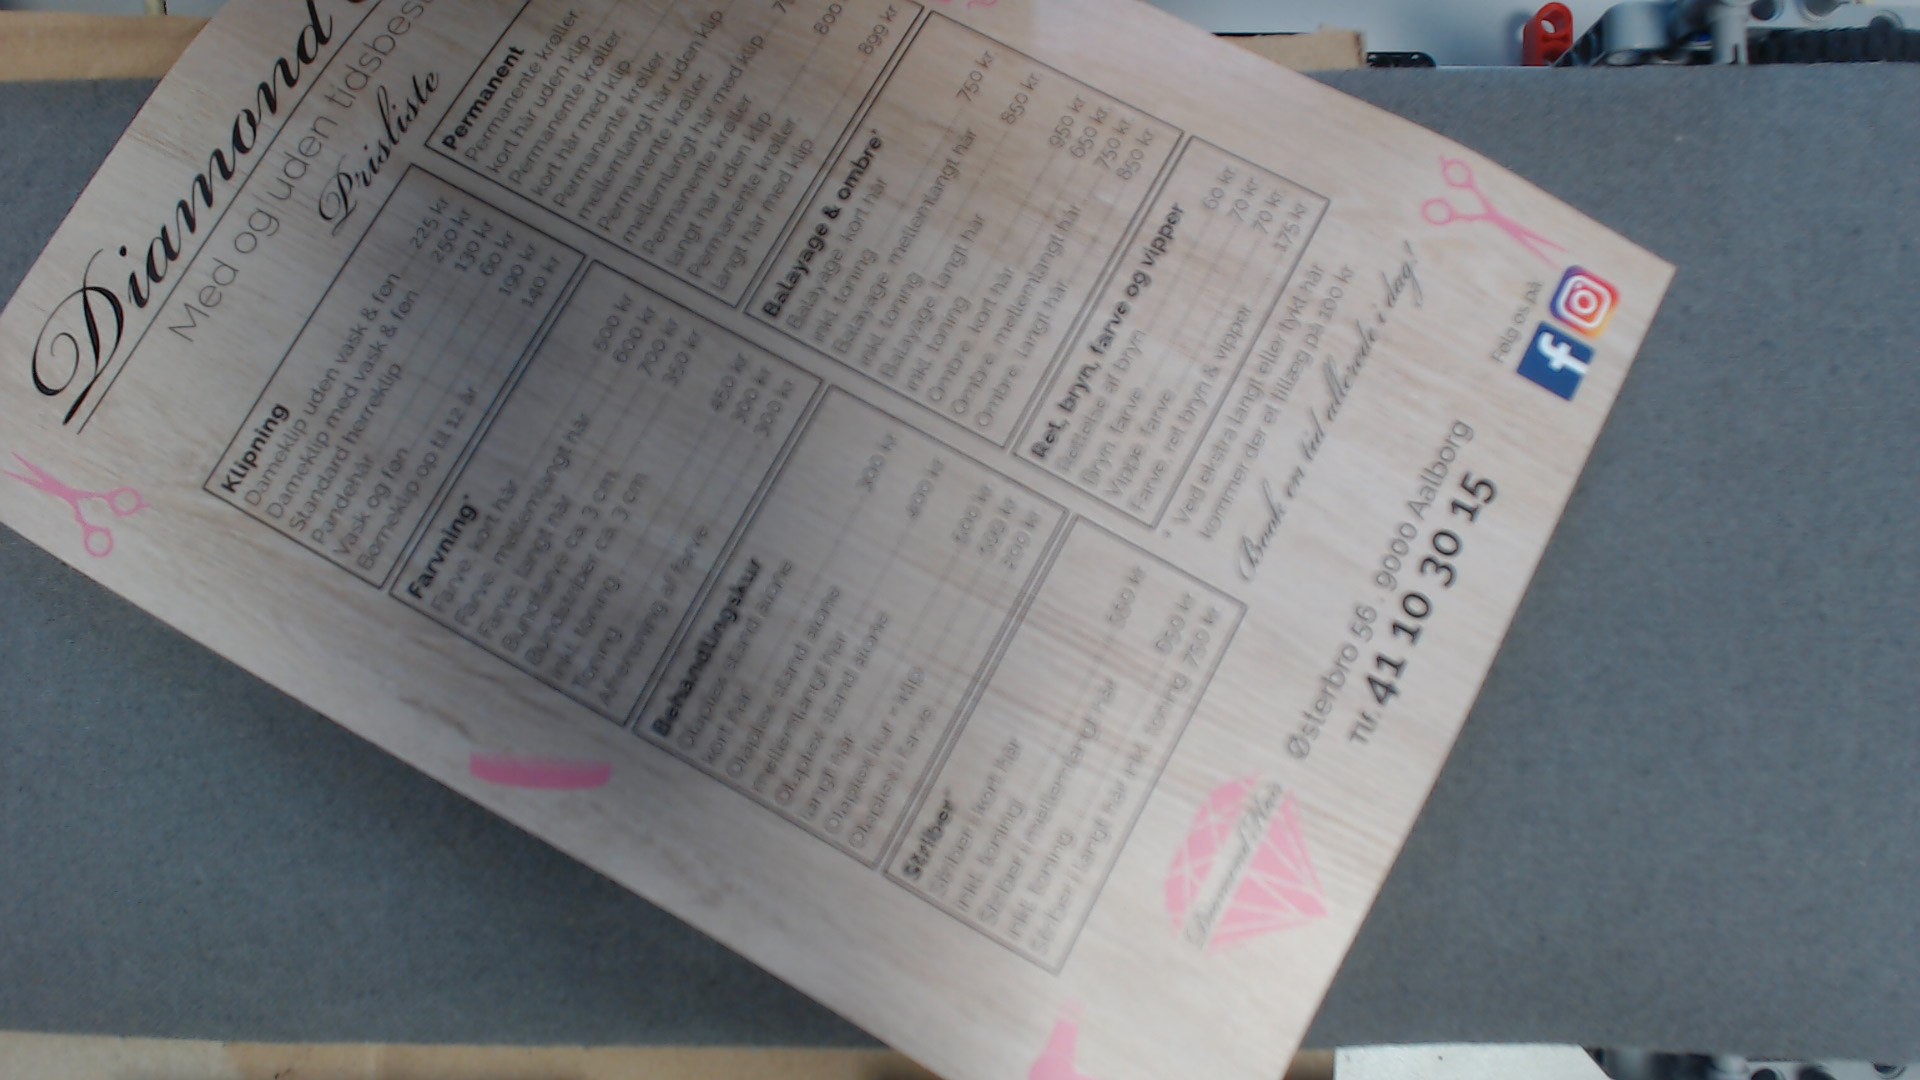 Diamond
Med og uden tidsbest
Prisliste
Klipning
Dameklip uden vask & føn 225 kr
Dameklip med vask & føn 250 kr
Standard herreklip 130 kr
Pandehår 60 kr
Vask og føn 190 kr
Børneklip op til 12 år 140 kr
Farvning*
Farve, kort hår 500 kr
Farve, mellemlangt hår 600 kr
Farve, langt hår 700 kr
Bundfarve ca. 3 cm 350 kr
Bundstriber ca. 3 cm
inkl. toning 450 kr
Toning 300 kr
Afrensning af farve 300 kr
Behandlingskur
Olaplex stand alone
kort hår 300 kr
Olaplex stand alone
mellemlangt hår 400 kr
Olaplex stand alone
langt hår 500 kr
Olaplex kur + klip
Olaplex i farve
Striber*
Striber i kort hår
inkl. toning 550 kr
Striber i mellemlangt hår
inkl. toning 650 kr
Striber i langt hår inkl. toning 750 kr
Permanent
Permanente krøller,
kort hår uden klip
Permanente krøller,
kort hår med klip
Permanente krøller,
mellemlangt hår uden klip
Permanente krøller,
mellemlangt hår med klip
Permanente krøller,
langt hår uden klip 800
Permanente krøller,
langt hår med klip 899 kr
Balayage & ombre*
Balayage kort hår
inkl. toning 750 kr
Balayage mellemlangt hår
inkl. toning 850 kr
Balayage langt hår
inkl. toning 950 kr
Ombre kort hår 650 kr
Ombre mellemlangt hår 750 kr
Ombre langt hår 850 kr
Ret, bryn, farve og vipper
Rettelse af bryn 60 kr
Bryn, farve 70 kr
Vippe, farve 70 kr
Farve, ret bryn & vipper 175 kr
* Ved ekstra langt eller tykt hår
kommer der et tillæg på 100 kr
Book en tid allerede i dag!
Diamond Hair
Østerbro 56 . 9000 Aalborg
Tlf. 41 10 30 15
Følg os på